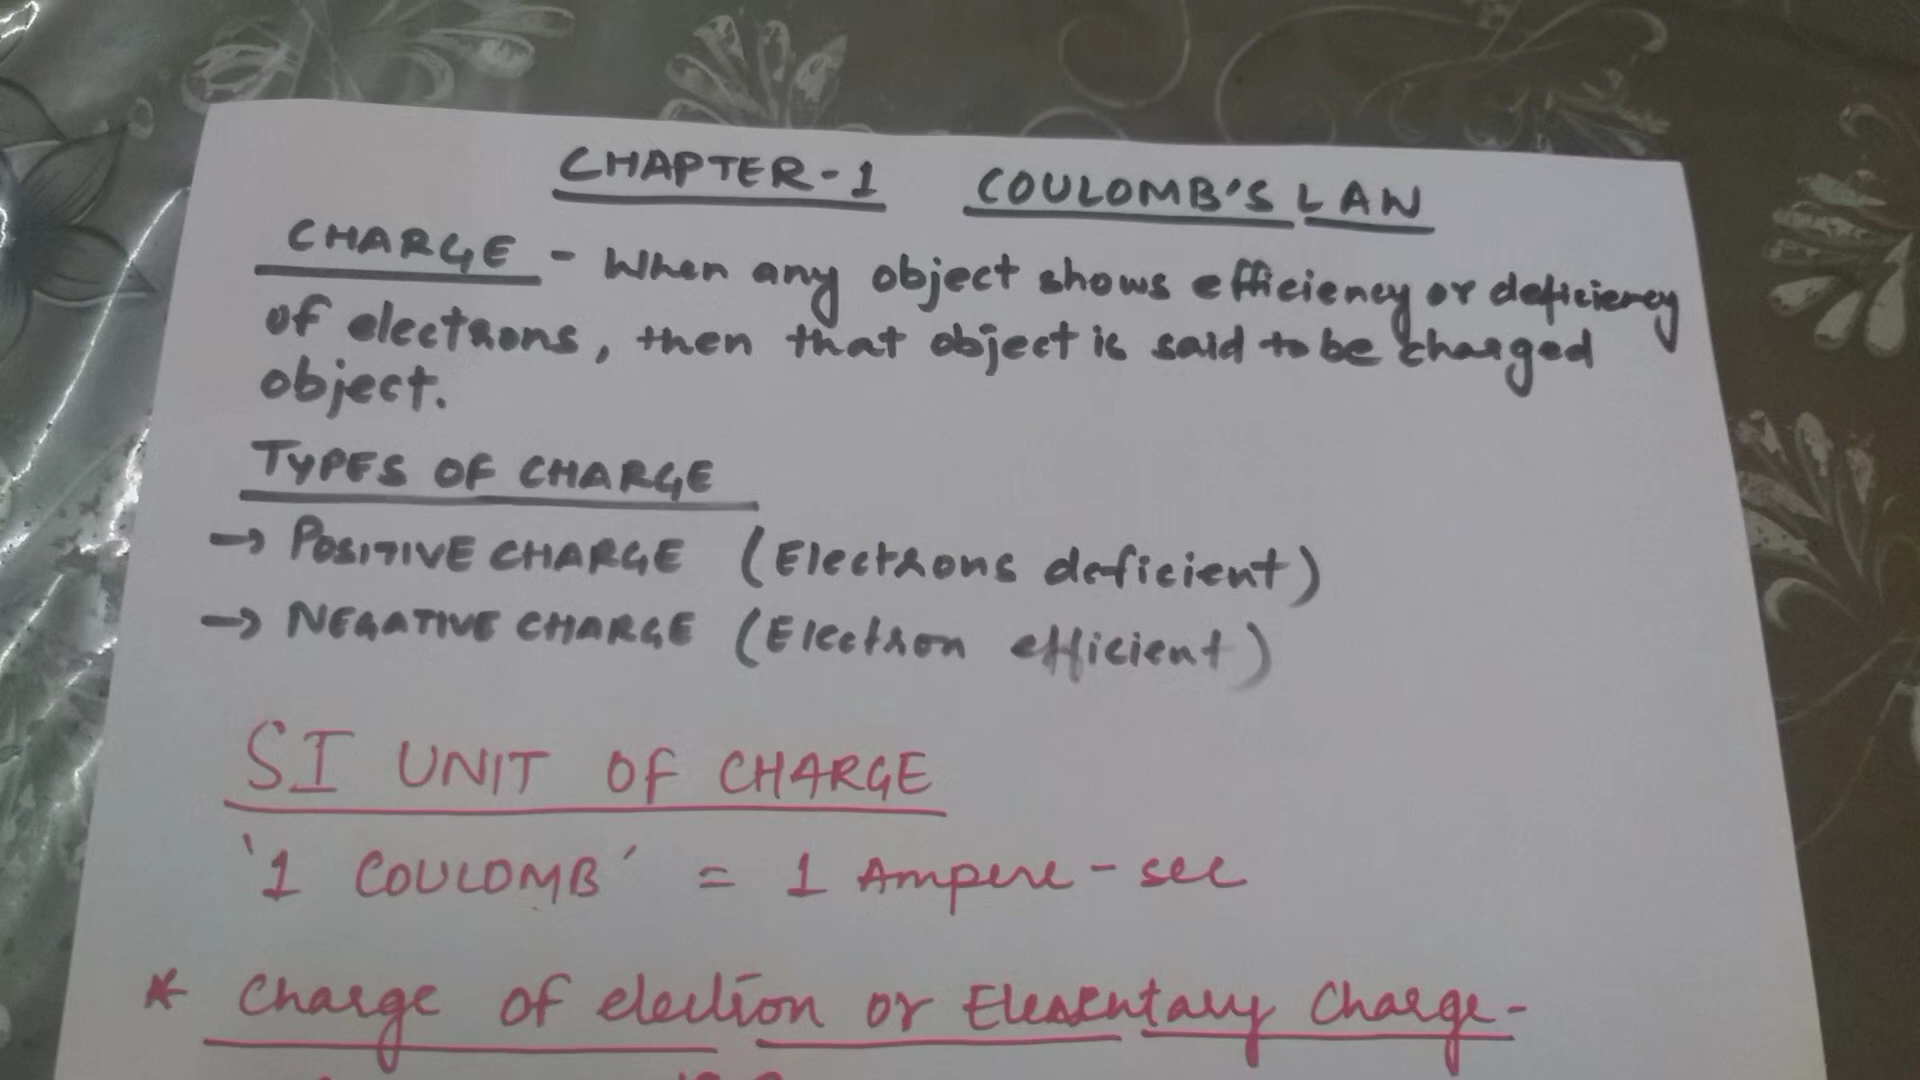 CHAPTER-1 COULOMB'S LAW
CHARGE - When any object shows efficiency or deficiency
of electrons, then that object is said to be charged
object.
TYPES OF CHARGE
→ POSITIVE CHARGE (Electrons deficient)
→ NEGATIVE CHARGE (Electron efficient)
SI UNIT OF CHARGE
'1 COULOMB' = 1 Ampere-sec
* Charge of election or Elementary Charge-